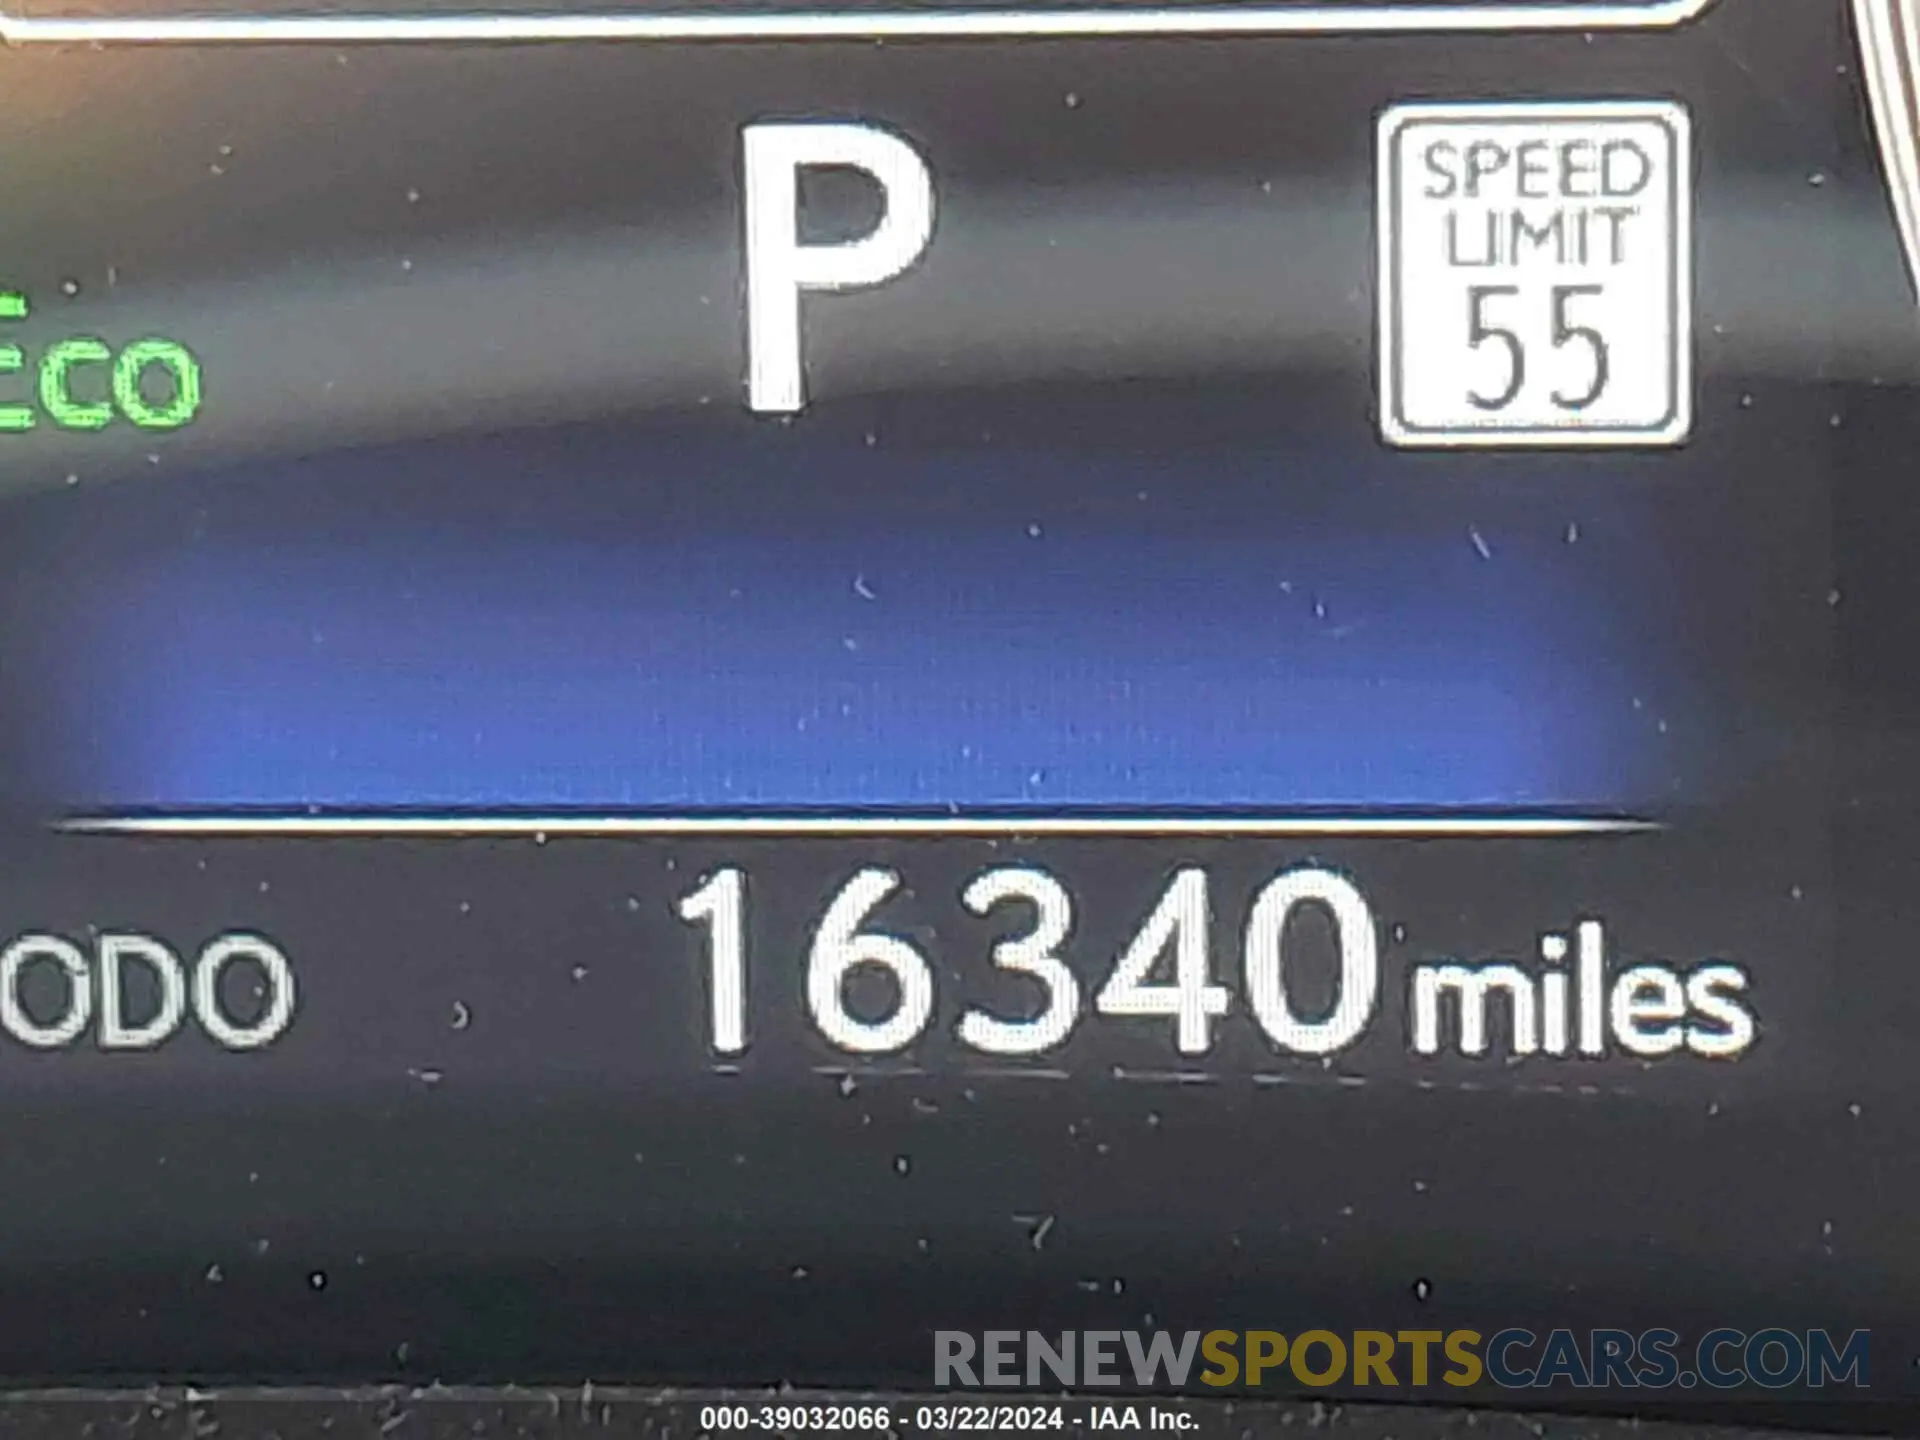 P
SPEED
LIMIT
55
Eco
ODO 16340 miles
RENEWSPORTSCARS.COM
000-39032066 - 03/22/2024 - IAA Inc.